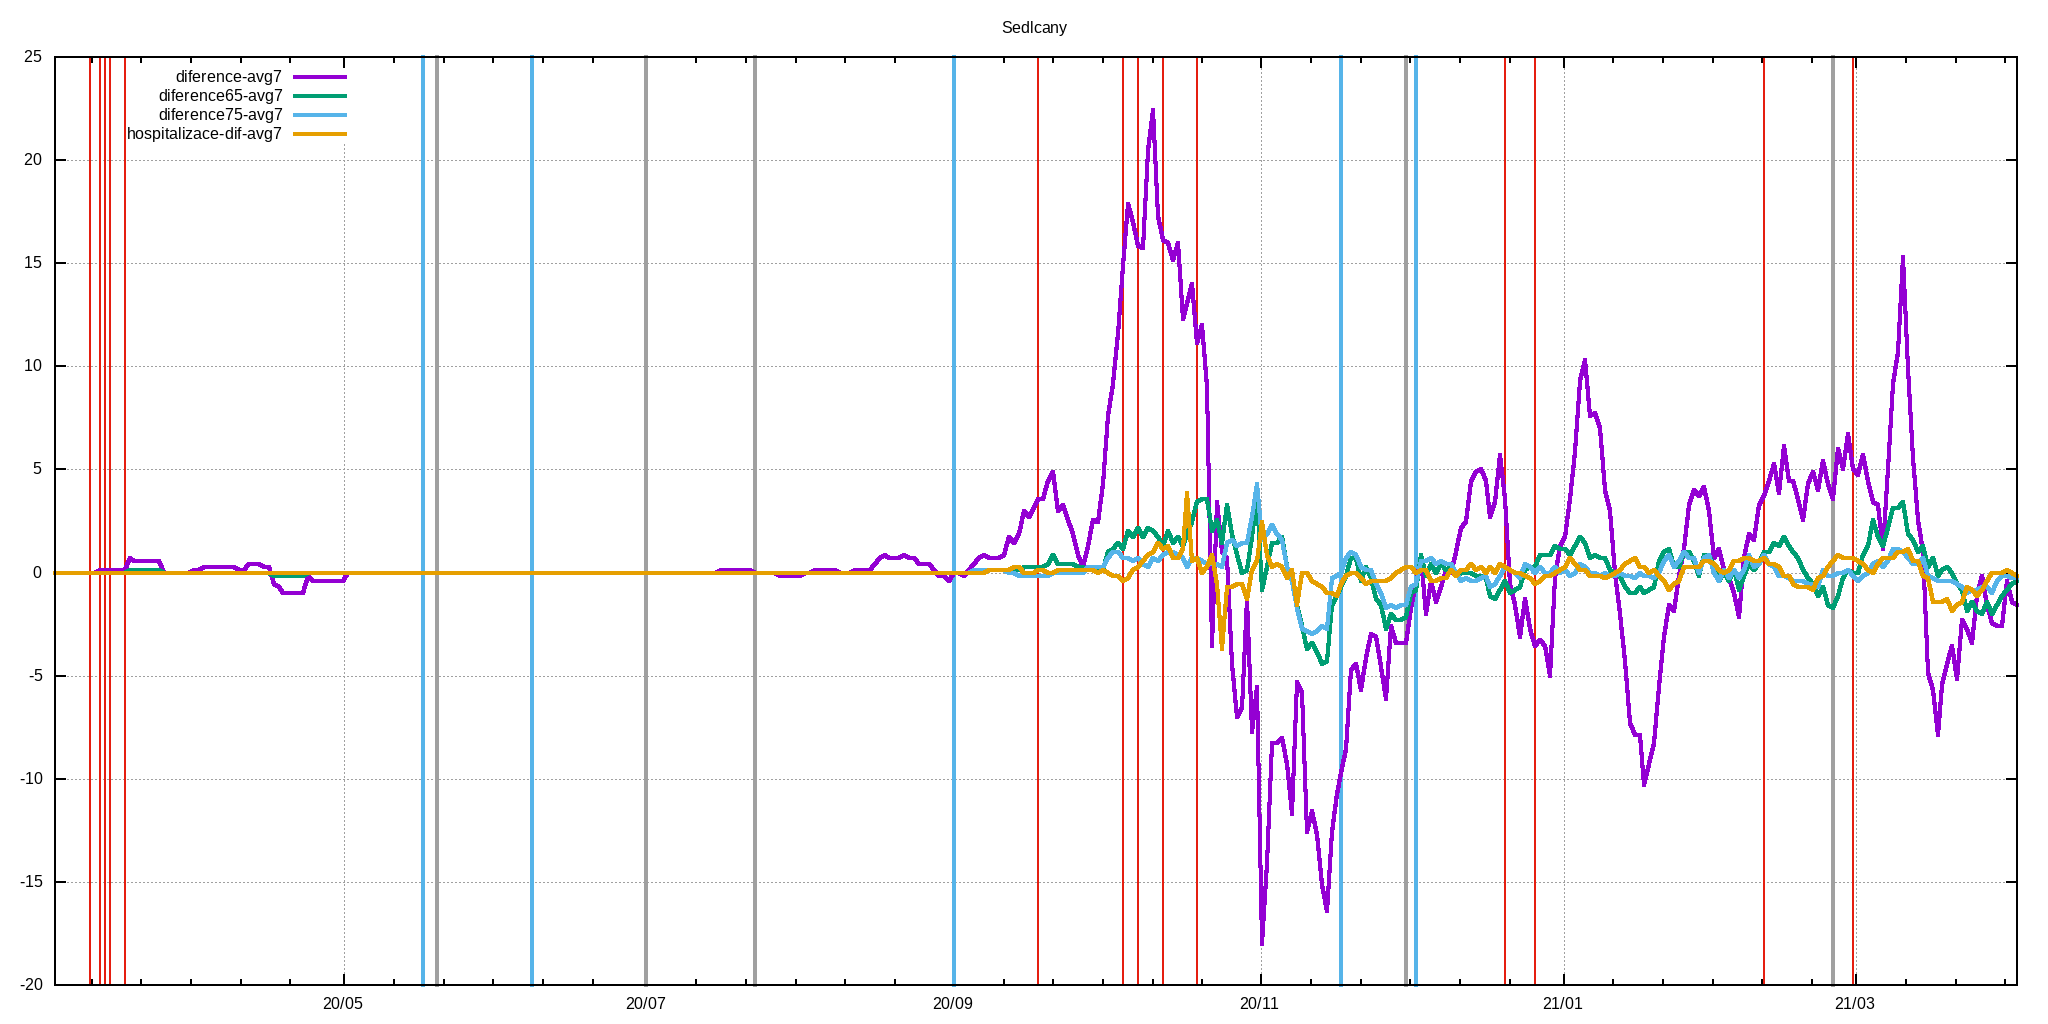 Sedlcany
25
diference-avg7
diference65-avg7
diference75-avg7
hospitalizace-dif-avg7
20
15
10
5
0
-5
-10
-15
-20
20/05 20/07 20/09 20/11 21/01 21/03